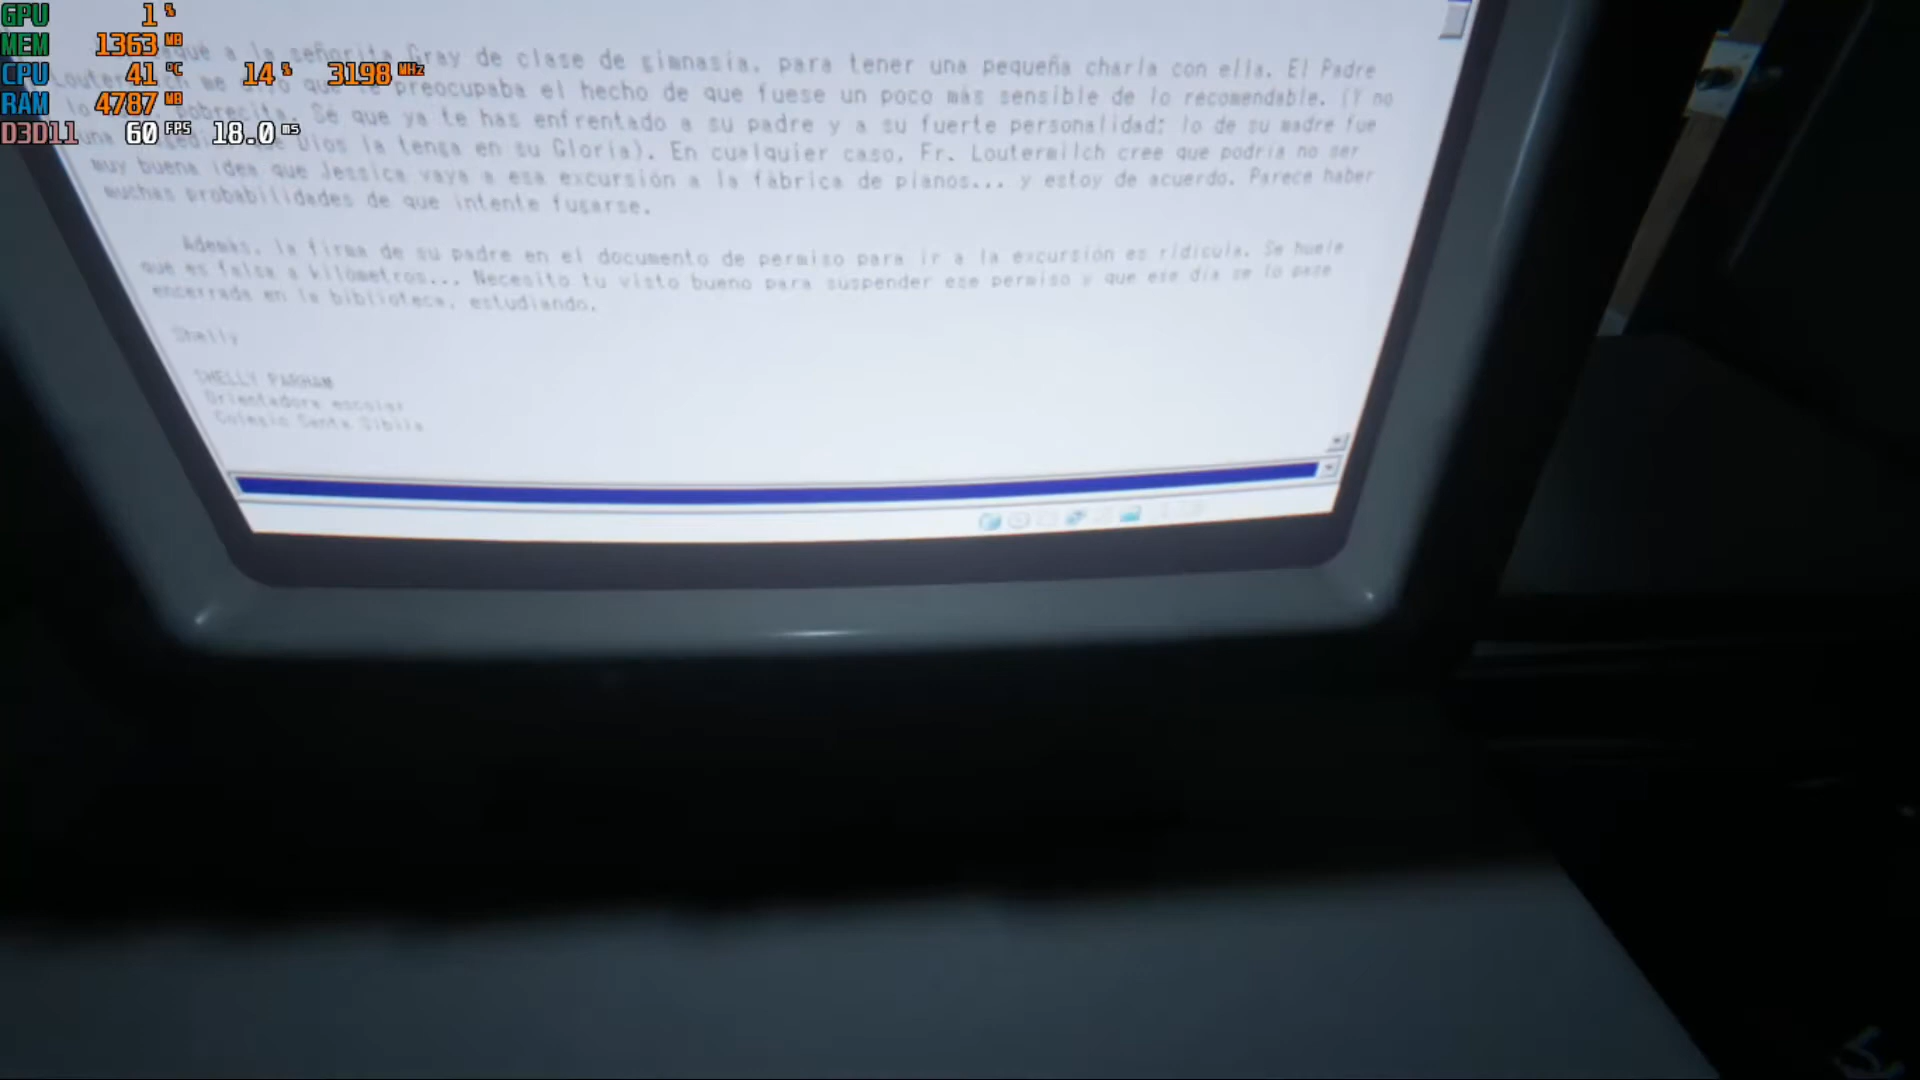 GPU 1 %
MEM 1363 MB
CPU 41 °C 14 % 3198 MHz
RAM 4787 MB
D3D11 60 FPS 18.0 ms
a la señorita Gray de clase de gimnasia, para tener una pequeña charla con ella. El Padre
me que preocupaba el hecho de que fuese un poco más sensible de lo recomendable. (Y no
lo pobrecita. Sé que ya te has enfrentado a su padre y a su fuerte personalidad; lo de su madre fue
una Dios la tenga en su Gloria). En cualquier caso, Fr. Loutermilch cree que podría no ser
muy buena idea que Jessica vaya a esa excursión a la fábrica de pianos... y estoy de acuerdo. Parece haber
muchas probabilidades de que intente fugarse.
Además, la firma de su padre en el documento de permiso para ir a la excursión es ridícula. Se huele
que es falsa a kilómetros... Necesito tu visto bueno para suspender ese permiso y que ese día se lo pase
encerrada en la biblioteca, estudiando.
Shelly
SHELLY PARHAM
Orientadora escolar
Colegio Santa Sibila